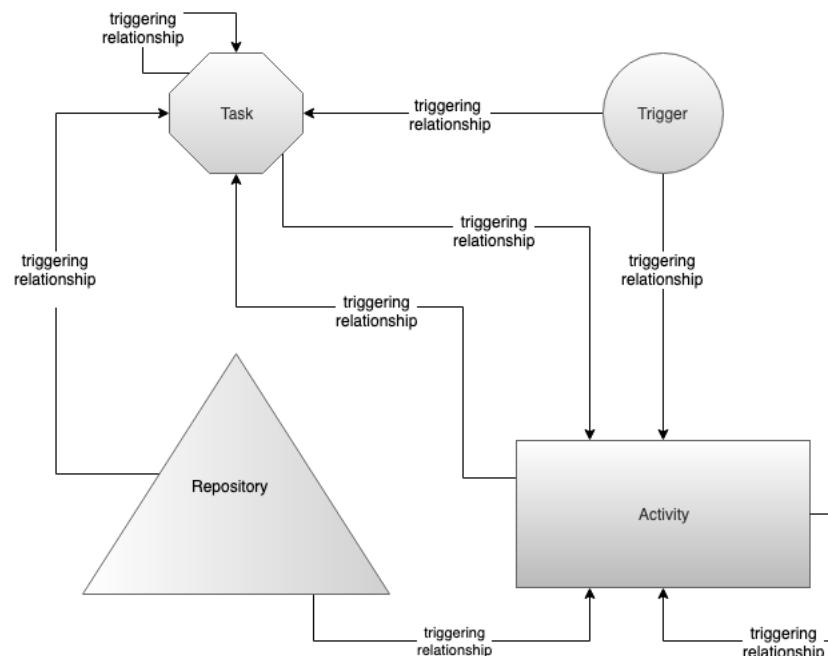 triggering
relationship
Task
triggering
relationship
Trigger
triggering
relationship
triggering
relationship
triggering
relationship
triggering
relationship
Repository
Activity
triggering
relationship
triggering
relationship